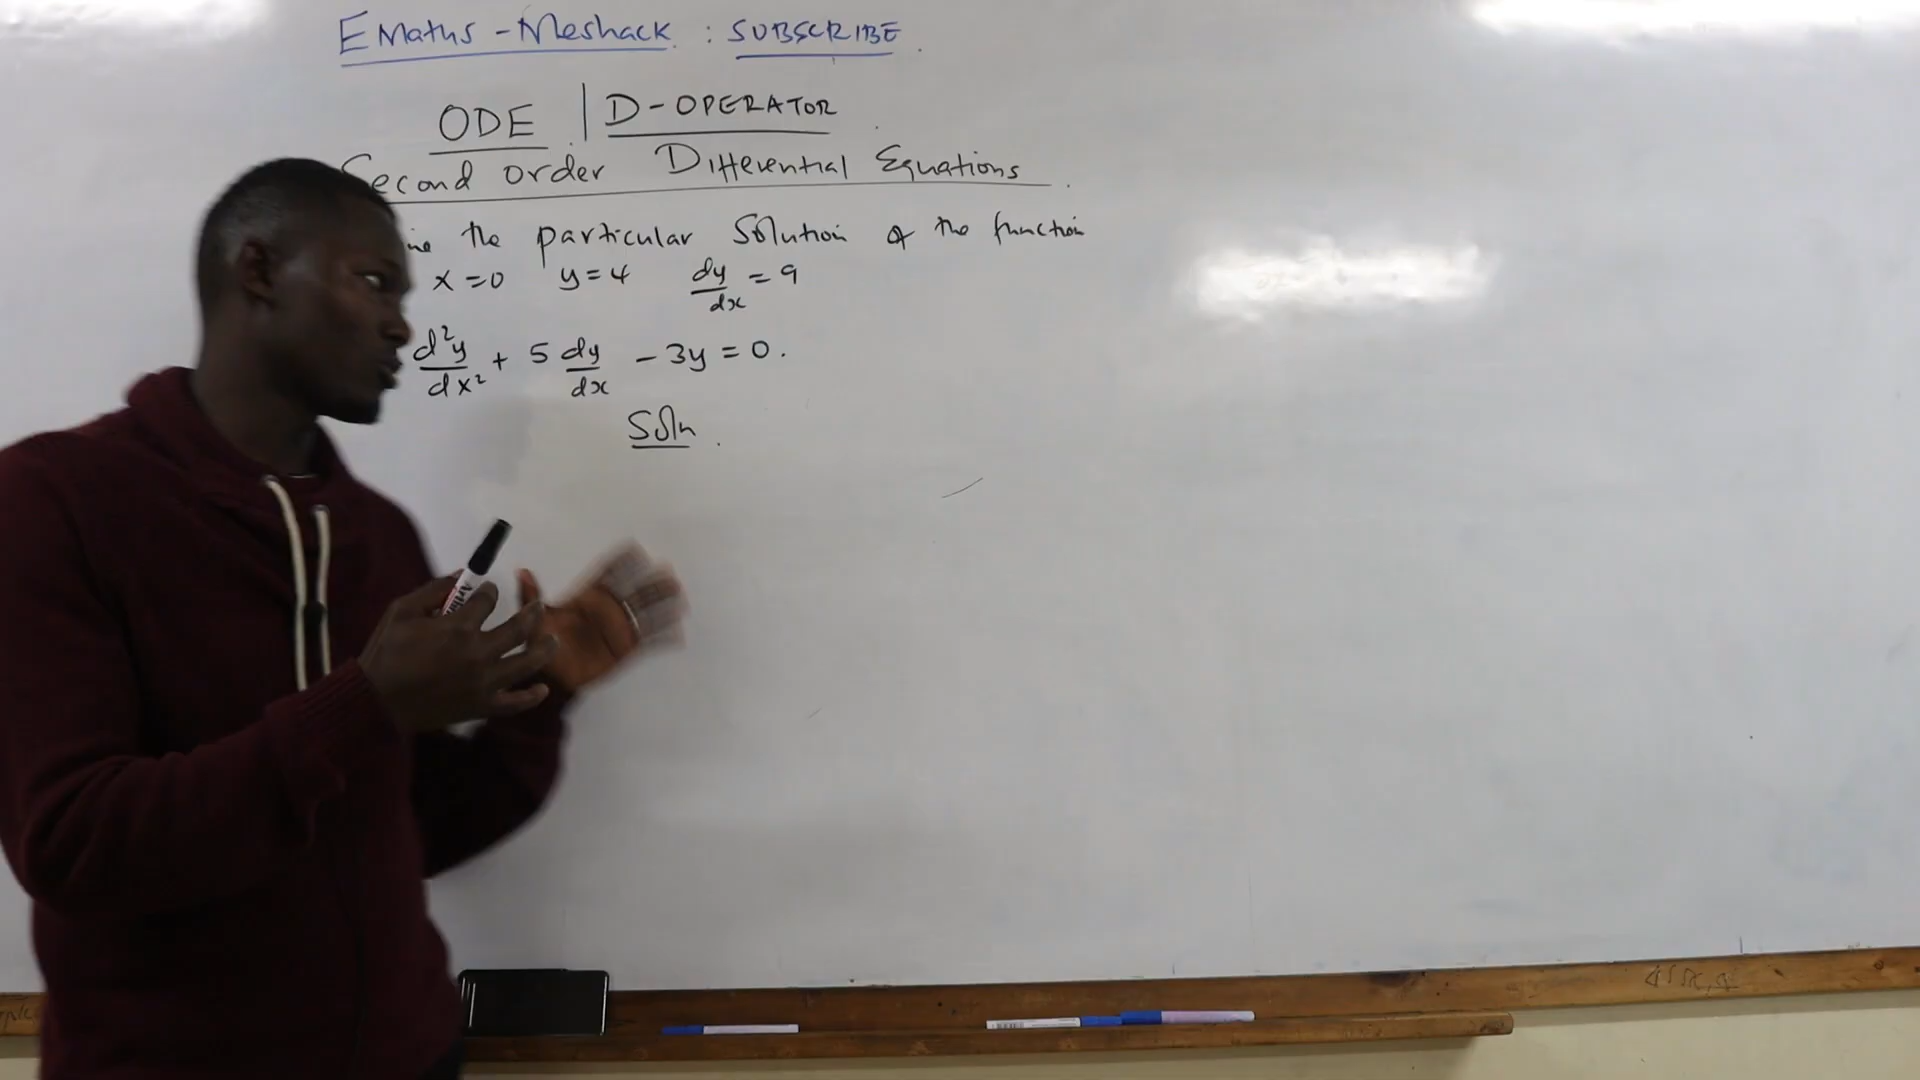 EMaths - Meshack : SUBSCRIBE
ODE | D-OPERATOR
Second order Differential Equations
the particular Solution of the function
x = 0 y = 4 dy/dx = 9
d²y/dx² + 5 dy/dx - 3y = 0.
Soln.